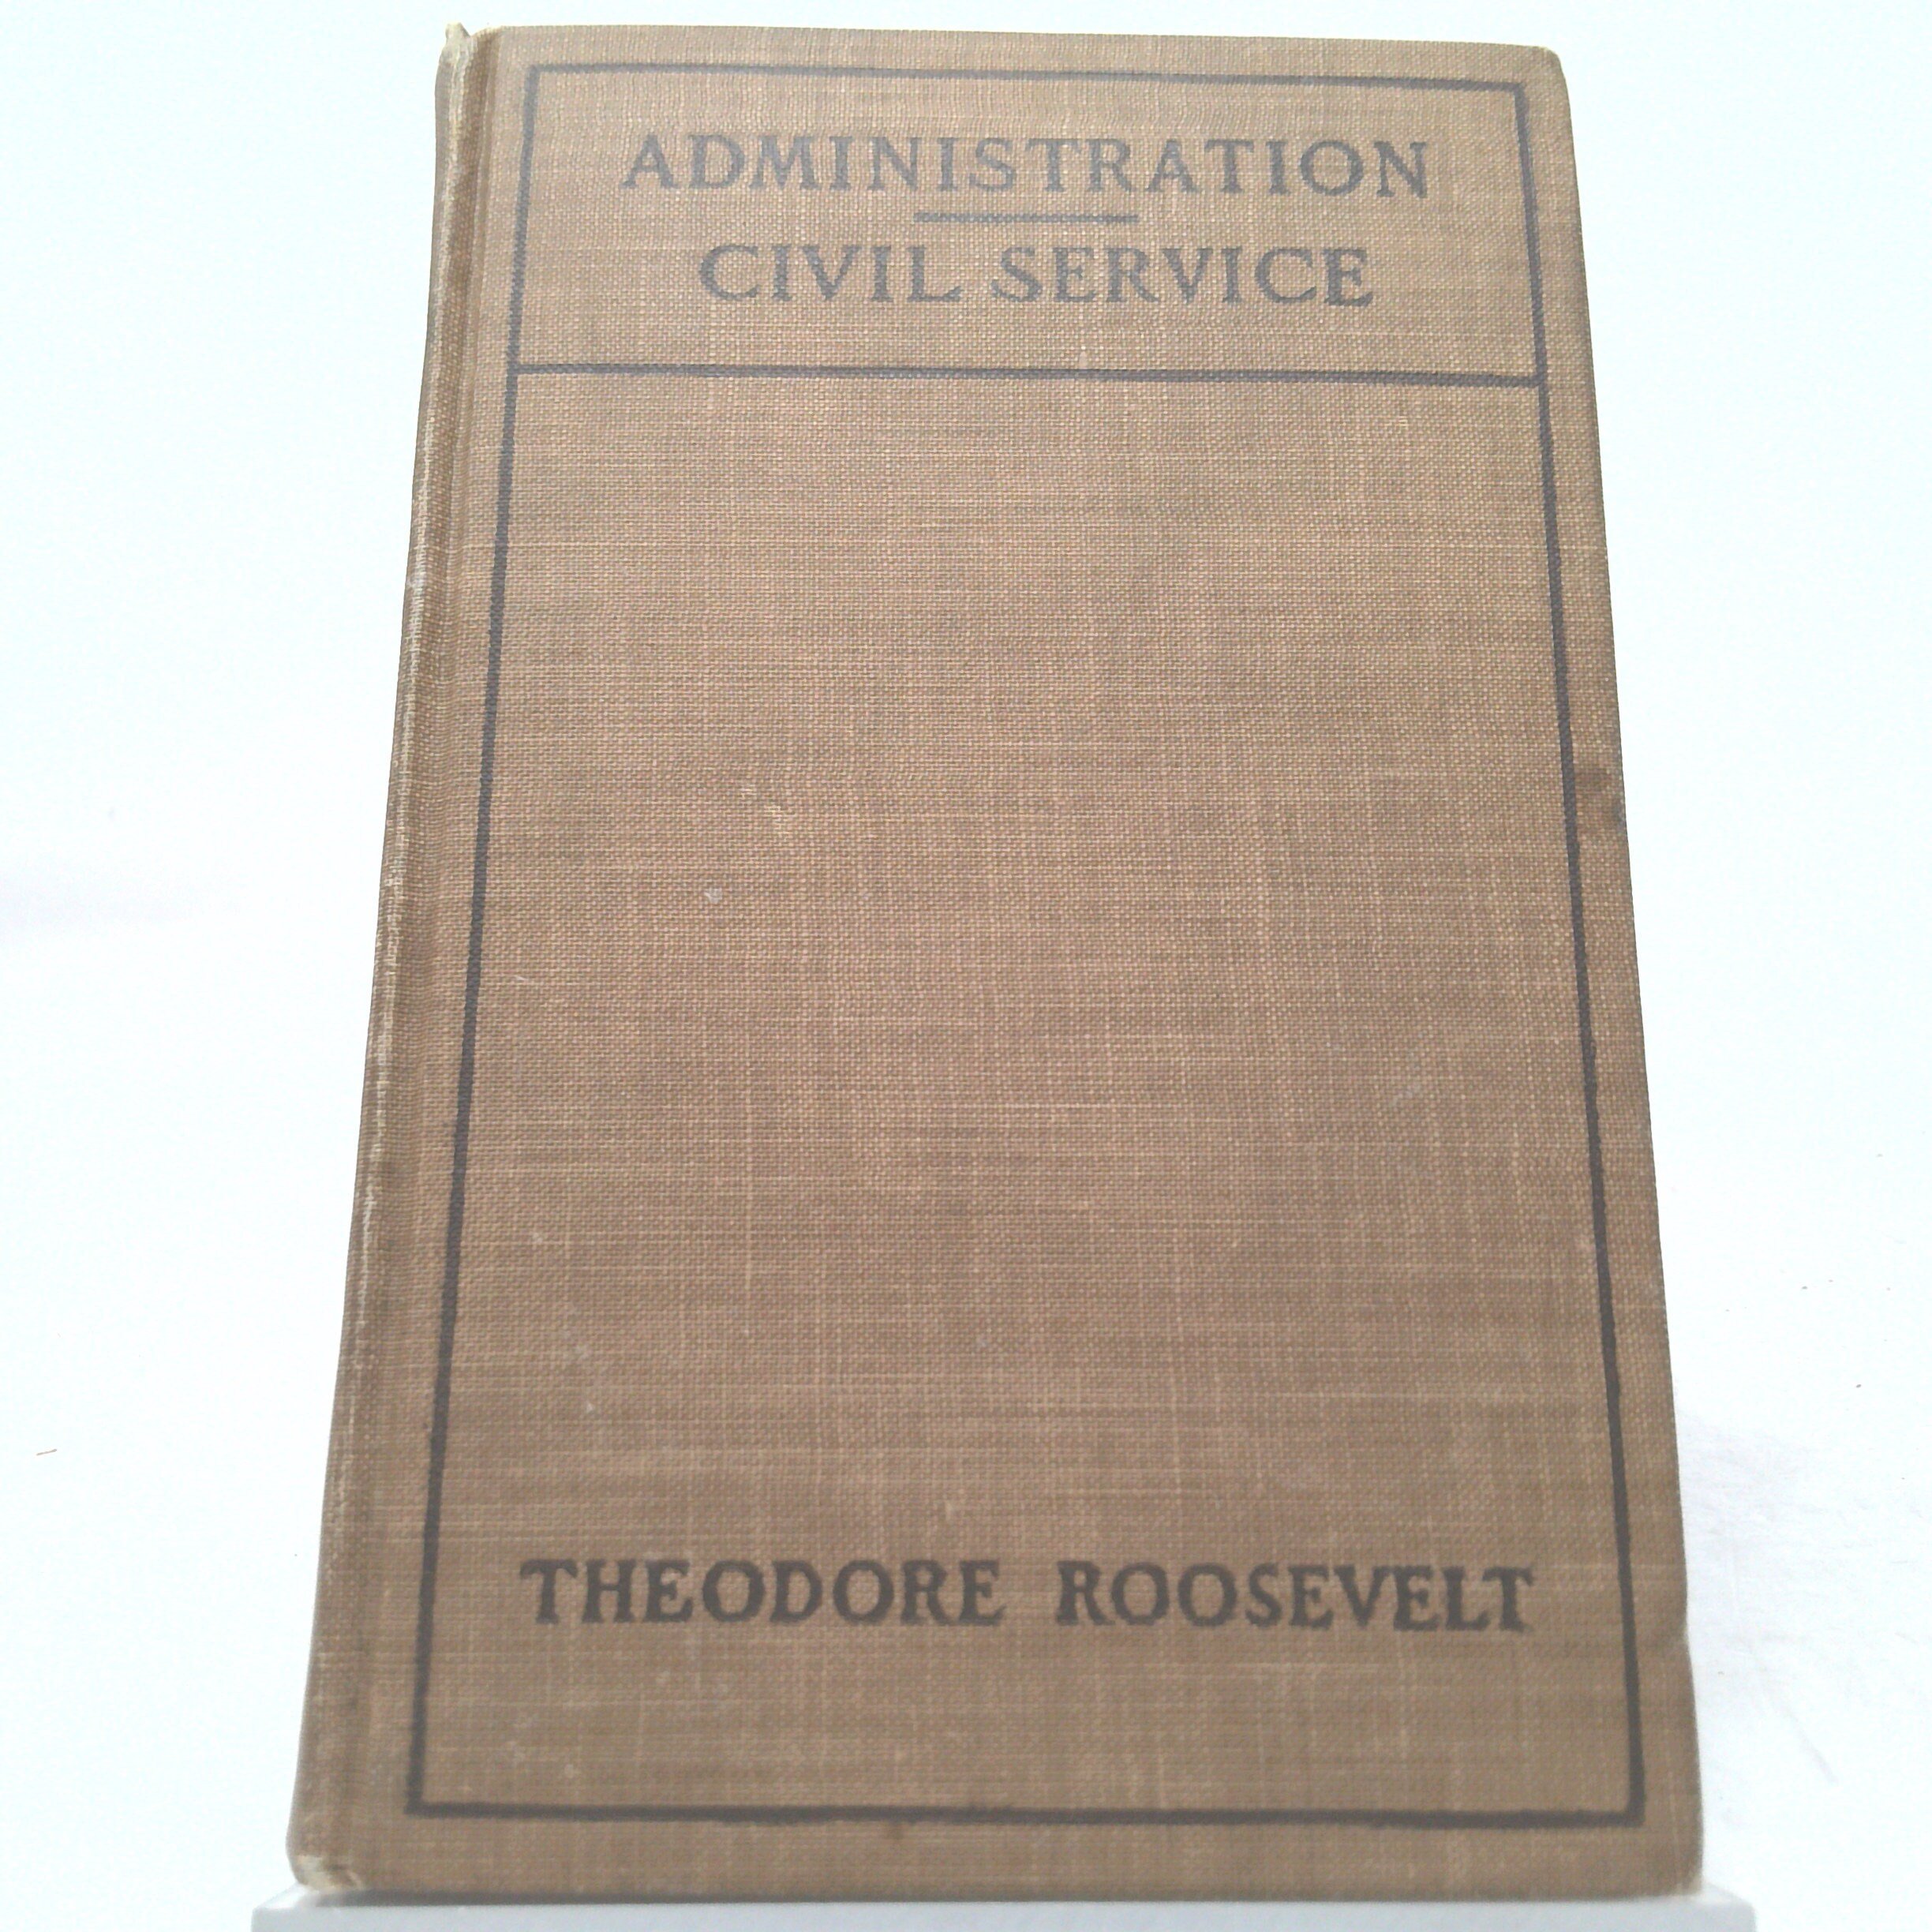 ADMINISTRATION
CIVIL SERVICE
THEODORE ROOSEVELT